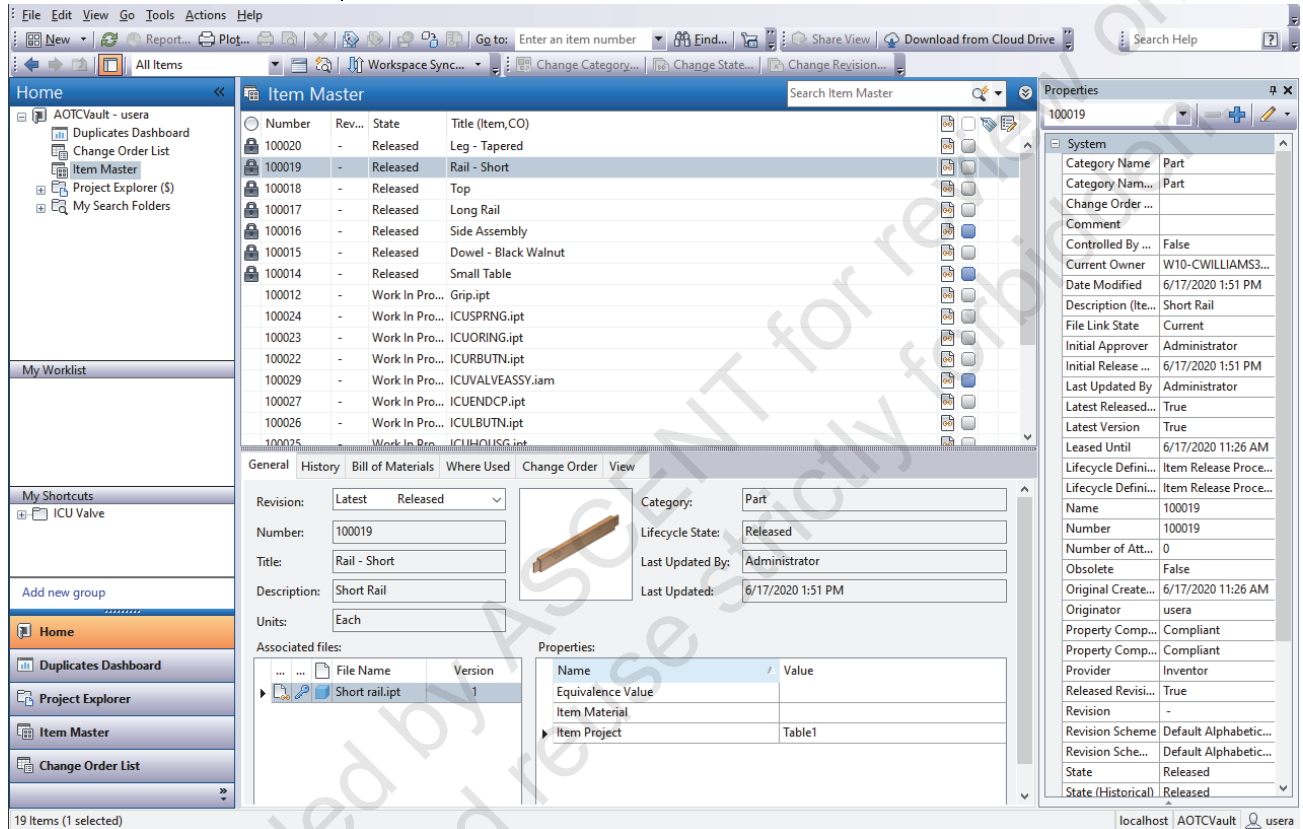 File Edit View Go Tools Actions Help
New Report... Plot... Go to: Enter an item number Find... Share View Download from Cloud Drive Search Help
All Items Workspace Sync... Change Category... Change State... Change Revision...
Home
AOTCVault - usera
Duplicates Dashboard
Change Order List
Item Master
Project Explorer ($)
My Search Folders
My Worklist
My Shortcuts
ICU Valve
Add new group
Home
Duplicates Dashboard
Project Explorer
Item Master
Change Order List
Item Master Search Item Master
Number Rev... State Title (Item,CO)
100020 - Released Leg - Tapered
100019 - Released Rail - Short
100018 - Released Top
100017 - Released Long Rail
100016 - Released Side Assembly
100015 - Released Dowel - Black Walnut
100014 - Released Small Table
100012 - Work In Pro... Grip.ipt
100024 - Work In Pro... ICUSPRNG.ipt
100023 - Work In Pro... ICUORING.ipt
100022 - Work In Pro... ICURBUTN.ipt
100029 - Work In Pro... ICUVALVEASSY.iam
100027 - Work In Pro... ICUENDCP.ipt
100026 - Work In Pro... ICULBUTN.ipt
100025 - Work In Pro... ICUHOUSG.ipt
General History Bill of Materials Where Used Change Order View
Revision: Latest Released
Number: 100019
Title: Rail - Short
Description: Short Rail
Units: Each
Category: Part
Lifecycle State: Released
Last Updated By: Administrator
Last Updated: 6/17/2020 1:51 PM
Associated files:
... ... File Name Version
Short rail.ipt 1
Properties:
Name Value
Equivalence Value
Item Material
Item Project Table1
Properties
100019
System
Category Name Part
Category Nam... Part
Change Order ...
Comment
Controlled By ... False
Current Owner W10-CWILLIAMS3...
Date Modified 6/17/2020 1:51 PM
Description (Ite... Short Rail
File Link State Current
Initial Approver Administrator
Initial Release ... 6/17/2020 1:51 PM
Last Updated By Administrator
Latest Released... True
Latest Version True
Leased Until 6/17/2020 11:26 AM
Lifecycle Defini... Item Release Proce...
Lifecycle Defini... Item Release Proce...
Name 100019
Number 100019
Number of Att... 0
Obsolete False
Original Create... 6/17/2020 11:26 AM
Originator usera
Property Comp... Compliant
Property Comp... Compliant
Provider Inventor
Released Revisi... True
Revision -
Revision Scheme Default Alphabetic...
Revision Sche... Default Alphabetic...
State Released
State (Historical) Released
19 Items (1 selected) localhost AOTCVault usera
by ASCENT for review
reuse strictly forbidden